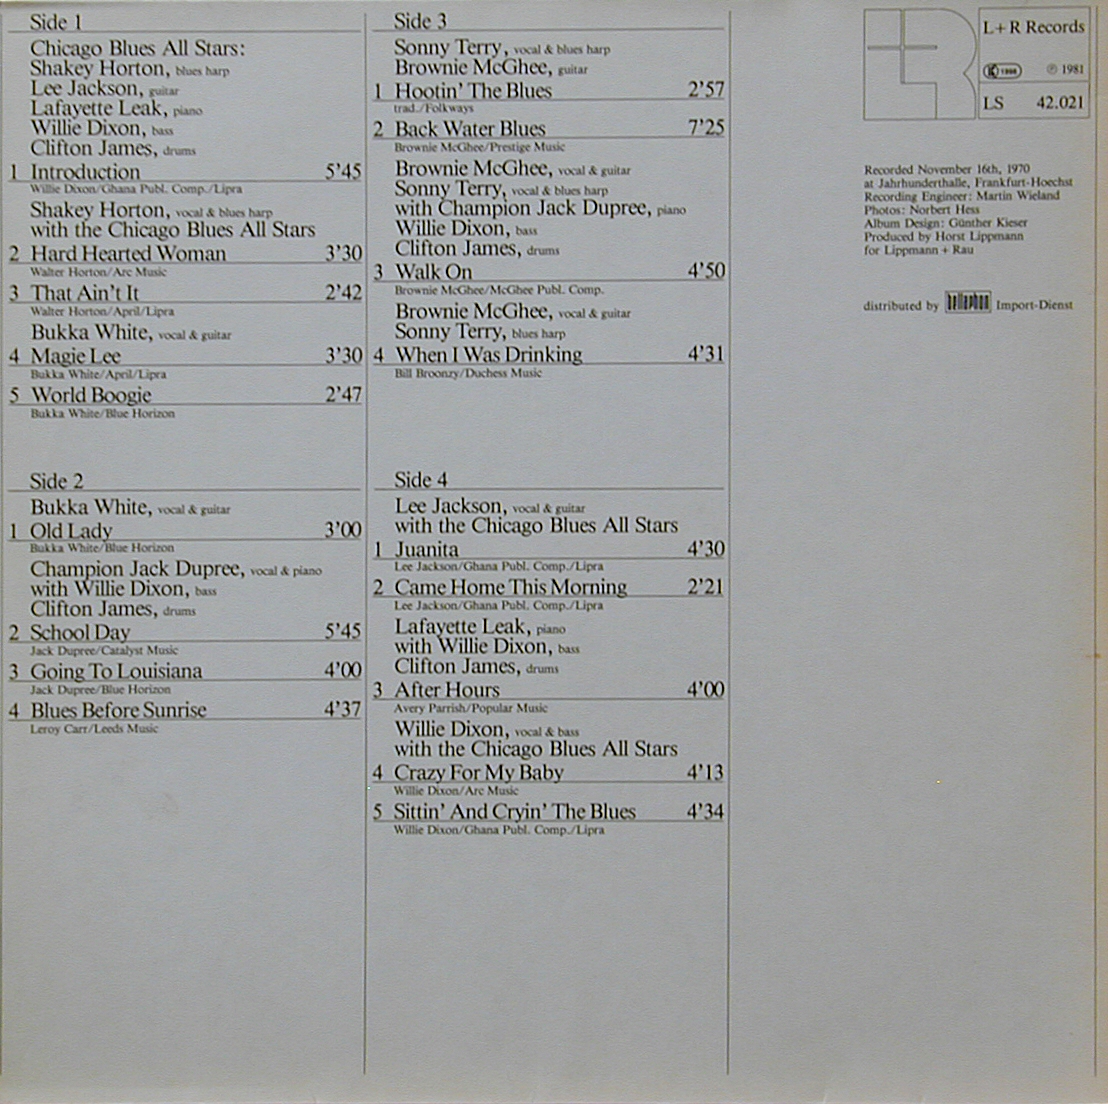 Side 1
Chicago Blues All Stars:
Shakey Horton, blues harp
Lee Jackson, guitar
Lafayette Leak, piano
Willie Dixon, bass
Clifton James, drums
1 Introduction 5'45
Willie Dixon/Ghana Publ. Comp./Lipra
Shakey Horton, vocal & blues harp
with the Chicago Blues All Stars
2 Hard Hearted Woman 3'30
Walter Horton/Arc Music
3 That Ain't It 2'42
Walter Horton/April/Lipra
Bukka White, vocal & guitar
4 Magie Lee 3'30
Bukka White/April/Lipra
5 World Boogie 2'47
Bukka White/Blue Horizon
Side 2
Bukka White, vocal & guitar
1 Old Lady 3'00
Bukka White/Blue Horizon
Champion Jack Dupree, vocal & piano
with Willie Dixon, bass
Clifton James, drums
2 School Day 5'45
Jack Dupree/Catalyst Music
3 Going To Louisiana 4'00
Jack Dupree/Blue Horizon
4 Blues Before Sunrise 4'37
Leroy Carr/Leeds Music
Side 3
Sonny Terry, vocal & blues harp
Brownie McGhee, guitar
1 Hootin' The Blues 2'57
trad./Folkways
2 Back Water Blues 7'25
Brownie McGhee/Prestige Music
Brownie McGhee, vocal & guitar
Sonny Terry, vocal & blues harp
with Champion Jack Dupree, piano
Willie Dixon, bass
Clifton James, drums
3 Walk On 4'50
Brownie McGhee/McGhee Publ. Comp.
Brownie McGhee, vocal & guitar
Sonny Terry, blues harp
4 When I Was Drinking 4'31
Bill Broonzy/Duchess Music
Side 4
Lee Jackson, vocal & guitar
with the Chicago Blues All Stars
1 Juanita 4'30
Lee Jackson/Ghana Publ. Comp./Lipra
2 Came Home This Morning 2'21
Lee Jackson/Ghana Publ. Comp./Lipra
Lafayette Leak, piano
with Willie Dixon, bass
Clifton James, drums
3 After Hours 4'00
Avery Parrish/Popular Music
Willie Dixon, vocal & bass
with the Chicago Blues All Stars
4 Crazy For My Baby 4'13
Willie Dixon/Arc Music
5 Sittin' And Cryin' The Blues 4'34
Willie Dixon/Ghana Publ. Comp./Lipra
L+R Records
℗ 1981
LS 42.021
Recorded November 16th, 1970
at Jahrhunderthalle, Frankfurt-Hoechst
Recording Engineer: Martin Wieland
Photos: Norbert Hess
Album Design: Günther Kieser
Produced by Horst Lippmann
for Lippmann + Rau
distributed by bellaphon Import-Dienst